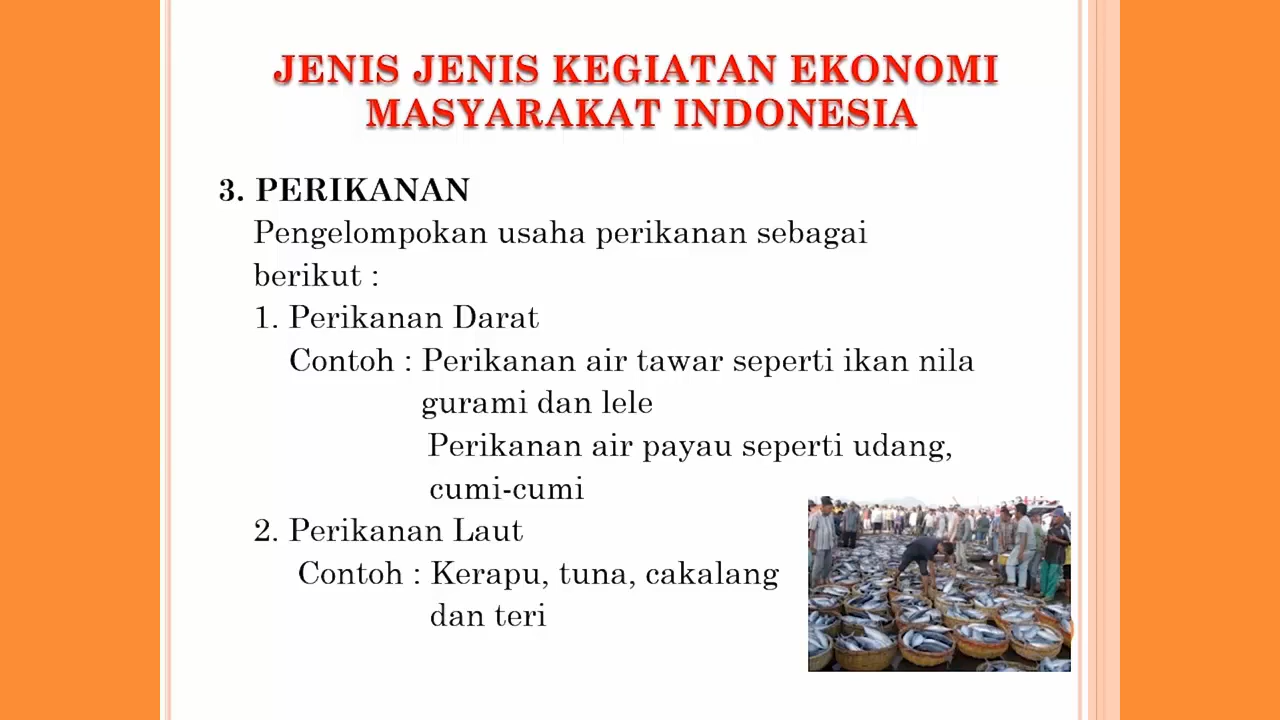 JENIS JENIS KEGIATAN EKONOMI
MASYARAKAT INDONESIA
3. PERIKANAN
Pengelompokan usaha perikanan sebagai
berikut :
1. Perikanan Darat
Contoh : Perikanan air tawar seperti ikan nila
gurami dan lele
Perikanan air payau seperti udang,
cumi-cumi
2. Perikanan Laut
Contoh : Kerapu, tuna, cakalang
dan teri